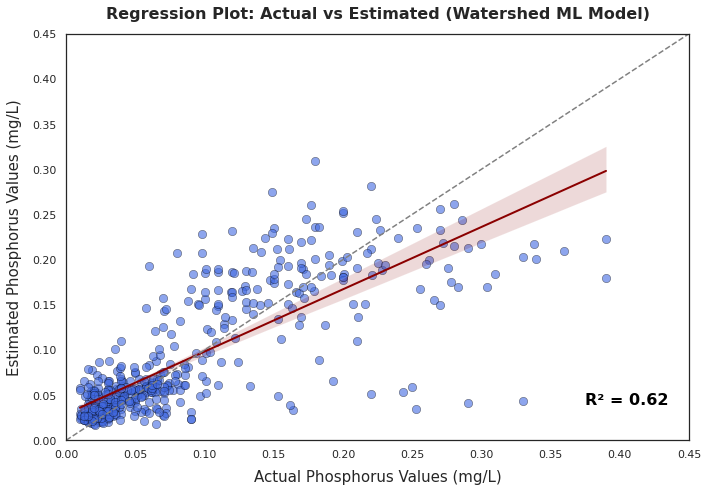 Regression Plot: Actual vs Estimated (Watershed ML Model)
0.45
0.40
0.35
0.30
0.25
0.20
0.15
0.10
0.05
0.00
Estimated Phosphorus Values (mg/L)
R² = 0.62
0.00 0.05 0.10 0.15 0.20 0.25 0.30 0.35 0.40 0.45
Actual Phosphorus Values (mg/L)